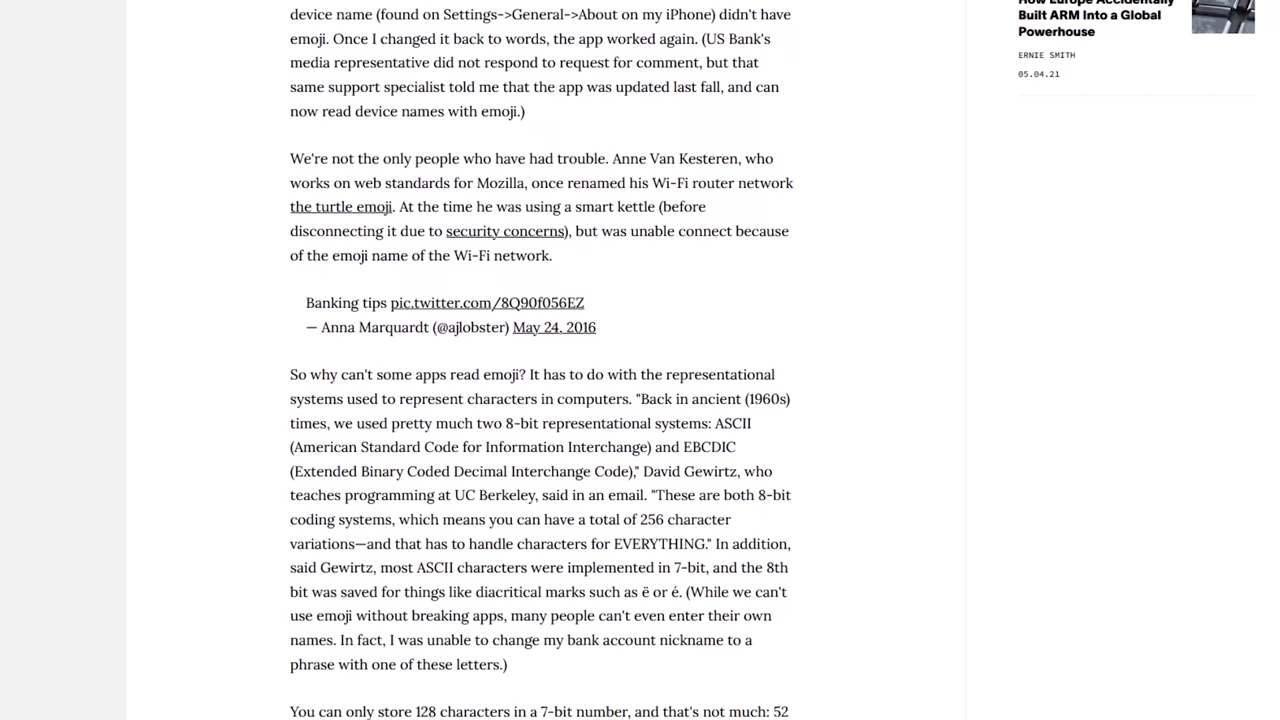 device name (found on Settings->General->About on my iPhone) didn't have
emoji. Once I changed it back to words, the app worked again. (US Bank's
media representative did not respond to request for comment, but that
same support specialist told me that the app was updated last fall, and can
now read device names with emoji.)
We're not the only people who have had trouble. Anne Van Kesteren, who
works on web standards for Mozilla, once renamed his Wi-Fi router network
the turtle emoji. At the time he was using a smart kettle (before
disconnecting it due to security concerns), but was unable connect because
of the emoji name of the Wi-Fi network.
Banking tips pic.twitter.com/8Q90f056EZ
— Anna Marquardt (@ajlobster) May 24, 2016
So why can't some apps read emoji? It has to do with the representational
systems used to represent characters in computers. "Back in ancient (1960s)
times, we used pretty much two 8-bit representational systems: ASCII
(American Standard Code for Information Interchange) and EBCDIC
(Extended Binary Coded Decimal Interchange Code)," David Gewirtz, who
teaches programming at UC Berkeley, said in an email. "These are both 8-bit
coding systems, which means you can have a total of 256 character
variations—and that has to handle characters for EVERYTHING." In addition,
said Gewirtz, most ASCII characters were implemented in 7-bit, and the 8th
bit was saved for things like diacritical marks such as ë or é. (While we can't
use emoji without breaking apps, many people can't even enter their own
names. In fact, I was unable to change my bank account nickname to a
phrase with one of these letters.)
You can only store 128 characters in a 7-bit number, and that's not much: 52
How Europe Accidentally
Built ARM Into a Global
Powerhouse
ERNIE SMITH
05.04.21